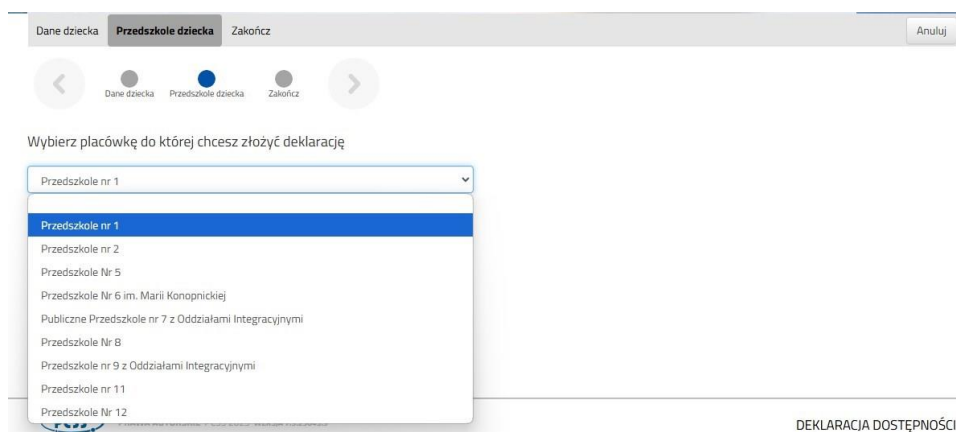 Dane dziecka Przedszkole dziecka Zakończ Anuluj
Dane dziecka Przedszkole dziecka Zakończ
Wybierz placówkę do której chcesz złożyć deklarację
Przedszkole nr 1
Przedszkole nr 1
Przedszkole nr 2
Przedszkole Nr 5
Przedszkole Nr 6 im. Marii Konopnickiej
Publiczne Przedszkole nr 7 z Oddziałami Integracyjnymi
Przedszkole Nr 8
Przedszkole nr 9 z Oddziałami Integracyjnymi
Przedszkole nr 11
Przedszkole Nr 12
DEKLARACJA DOSTĘPNOŚCI